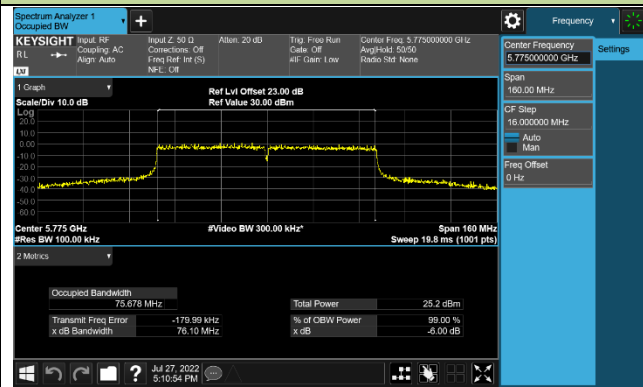 Spectrum Analyzer 1
Occupied BW
Frequency
KEYSIGHT
RL
LXI
Input: RF
Coupling: AC
Align: Auto
Input Z: 50 Ω
Corrections: Off
Freq Ref: Int (S)
NFE: Off
Atten: 20 dB
Trig: Free Run
Gate: Off
#IF Gain: Low
Center Freq: 5.775000000 GHz
Avg|Hold: 50/50
Radio Std: None
Center Frequency
5.775000000 GHz
Settings
Span
160.00 MHz
CF Step
16.000000 MHz
Auto
Man
Freq Offset
0 Hz
1 Graph
Scale/Div 10.0 dB
Ref Lvl Offset 23.00 dB
Ref Value 30.00 dBm
Log
20.0
10.0
0.00
-10.0
-20.0
-30.0
-40.0
-50.0
-60.0
Center 5.775 GHz
#Res BW 100.00 kHz
#Video BW 300.00 kHz*
Span 160 MHz
Sweep 19.8 ms (1001 pts)
2 Metrics
Occupied Bandwidth
75.678 MHz
Total Power 25.2 dBm
Transmit Freq Error -179.99 kHz
% of OBW Power 99.00 %
x dB Bandwidth 76.10 MHz
x dB -6.00 dB
?
Jul 27, 2022
5:10:54 PM